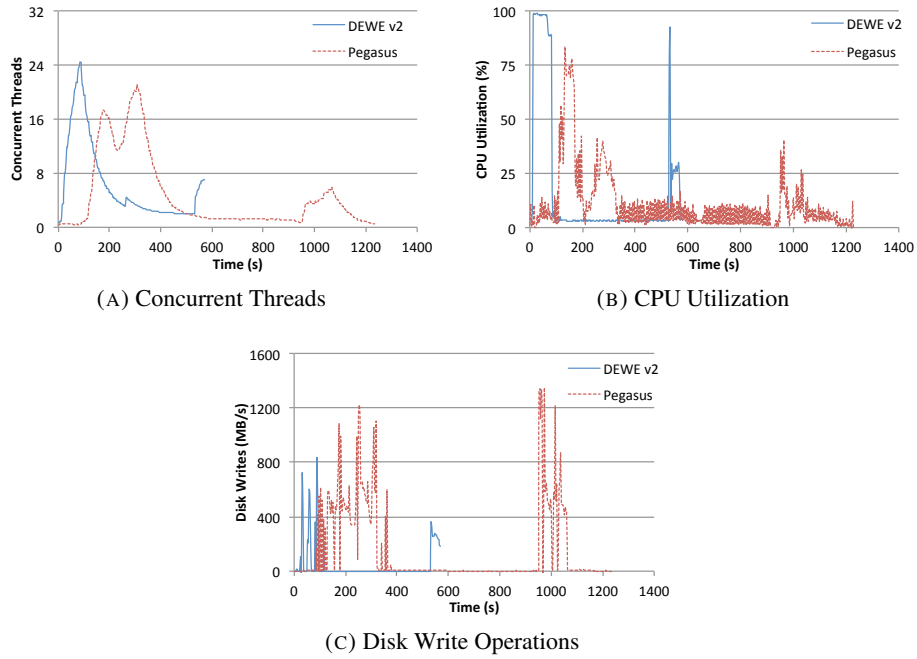 32
24
16
8
0
Concurrent Threads
DEWE v2
Pegasus
0 200 400 600 800 1000 1200 1400
Time (s)
(A) Concurrent Threads
100
75
50
25
0
CPU Utilization (%)
DEWE v2
Pegasus
0 200 400 600 800 1000 1200 1400
Time (s)
(B) CPU Utilization
1600
1200
800
400
0
Disk Writes (MB/s)
DEWE v2
Pegasus
0 200 400 600 800 1000 1200 1400
Time (s)
(C) Disk Write Operations